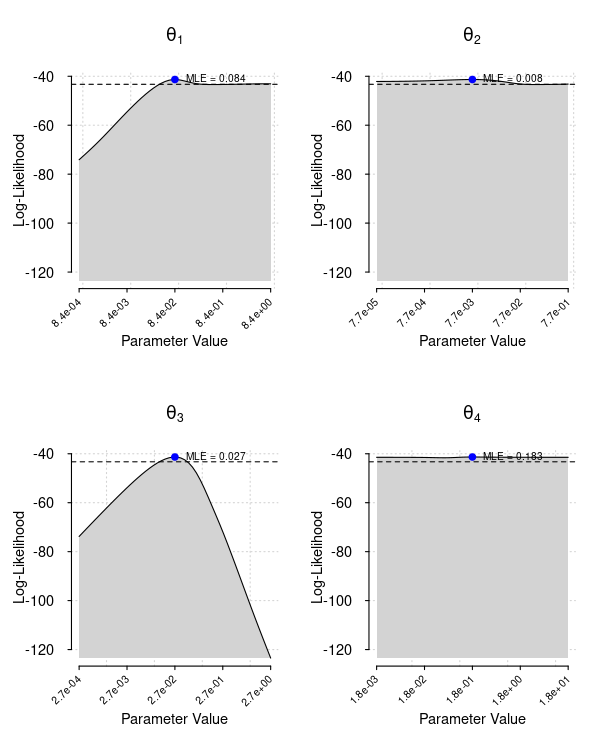 θ1
-40
-60
-80
-100
-120
Log-Likelihood
MLE = 0.084
8.4e-04
8.4e-03
8.4e-02
8.4e-01
8.4e+00
Parameter Value
θ2
-40
-60
-80
-100
-120
Log-Likelihood
MLE = 0.008
7.7e-05
7.7e-04
7.7e-03
7.7e-02
7.7e-01
Parameter Value
θ3
-40
-60
-80
-100
-120
Log-Likelihood
MLE = 0.027
2.7e-04
2.7e-03
2.7e-02
2.7e-01
2.7e+00
Parameter Value
θ4
-40
-60
-80
-100
-120
Log-Likelihood
MLE = 0.183
1.8e-03
1.8e-02
1.8e-01
1.8e+00
1.8e+01
Parameter Value